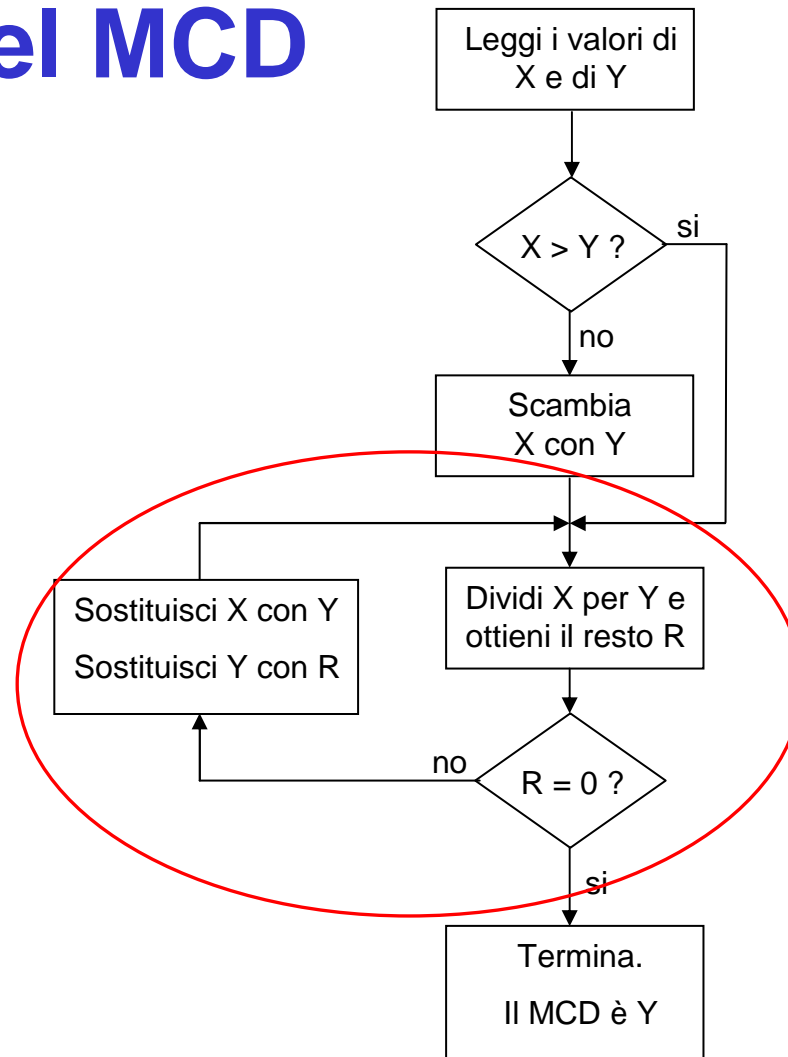 el MCD
Leggi i valori di
X e di Y
X > Y ?
si
no
Scambia
X con Y
Sostituisci X con Y
Sostituisci Y con R
Dividi X per Y e
ottieni il resto R
no
R = 0 ?
si
Termina.
Il MCD è Y